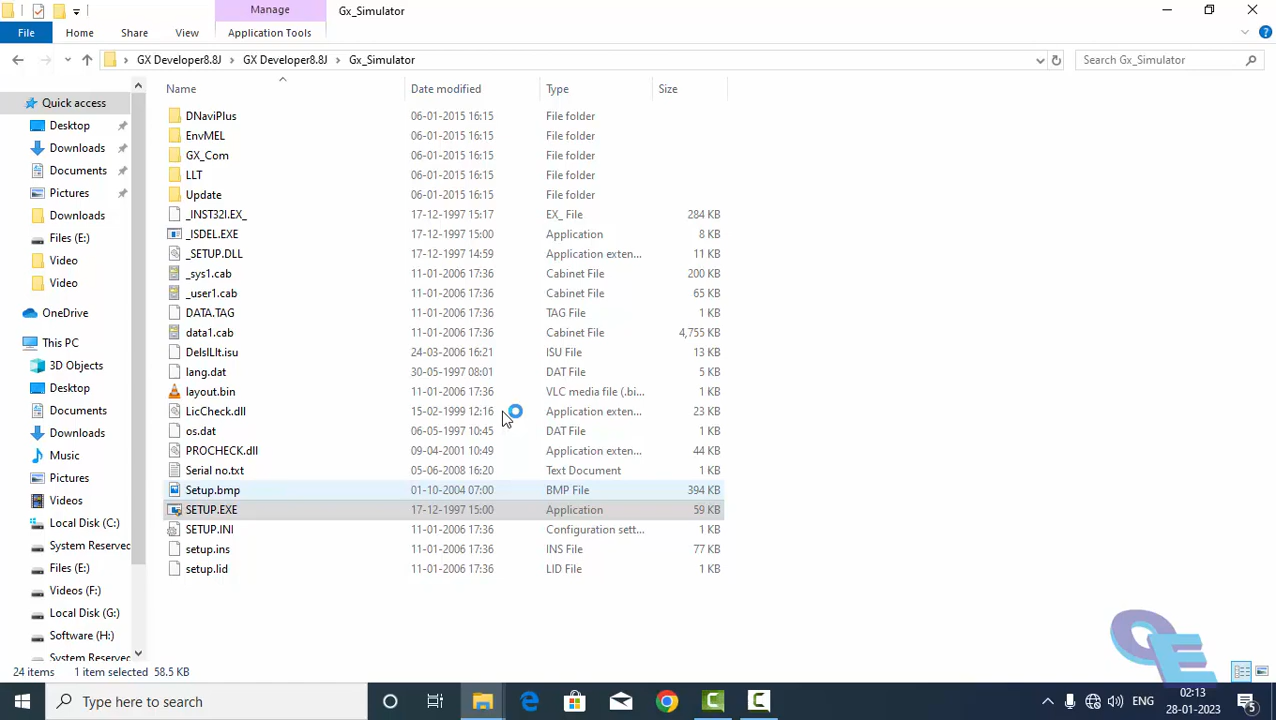 Manage
Gx_Simulator
File
Home
Share
View
Application Tools
GX Developer8.8J
GX Developer8.8J
Gx_Simulator
Search Gx_Simulator
Name
Date modified
Type
Size
Quick access
Desktop
Downloads
Documents
Pictures
Downloads
Files (E:)
Video
Video
OneDrive
This PC
3D Objects
Desktop
Documents
Downloads
Music
Pictures
Videos
Local Disk (C:)
System Reserved
Files (E:)
Videos (F:)
Local Disk (G:)
Software (H:)
System Reserved
DNaviPlus 06-01-2015 16:15 File folder
EnvMEL 06-01-2015 16:15 File folder
GX_Com 06-01-2015 16:15 File folder
LLT 06-01-2015 16:15 File folder
Update 06-01-2015 16:15 File folder
_INST32I.EX_ 17-12-1997 15:17 EX_ File 284 KB
_ISDEL.EXE 17-12-1997 15:00 Application 8 KB
_SETUP.DLL 17-12-1997 14:59 Application exten... 11 KB
_sys1.cab 11-01-2006 17:36 Cabinet File 200 KB
_user1.cab 11-01-2006 17:36 Cabinet File 65 KB
DATA.TAG 11-01-2006 17:36 TAG File 1 KB
data1.cab 11-01-2006 17:36 Cabinet File 4,755 KB
DelslLlt.isu 24-03-2006 16:21 ISU File 13 KB
lang.dat 30-05-1997 08:01 DAT File 5 KB
layout.bin 11-01-2006 17:36 VLC media file (.bi... 1 KB
LicCheck.dll 15-02-1999 12:16 Application exten... 23 KB
os.dat 06-05-1997 10:45 DAT File 1 KB
PROCHECK.dll 09-04-2001 10:49 Application exten... 44 KB
Serial no.txt 05-06-2008 16:20 Text Document 1 KB
Setup.bmp 01-10-2004 07:00 BMP File 394 KB
SETUP.EXE 17-12-1997 15:00 Application 59 KB
SETUP.INI 11-01-2006 17:36 Configuration sett... 1 KB
setup.ins 11-01-2006 17:36 INS File 77 KB
setup.lid 11-01-2006 17:36 LID File 1 KB
OE
24 items 1 item selected 58.5 KB
Type here to search
ENG
02:13
28-01-2023
5